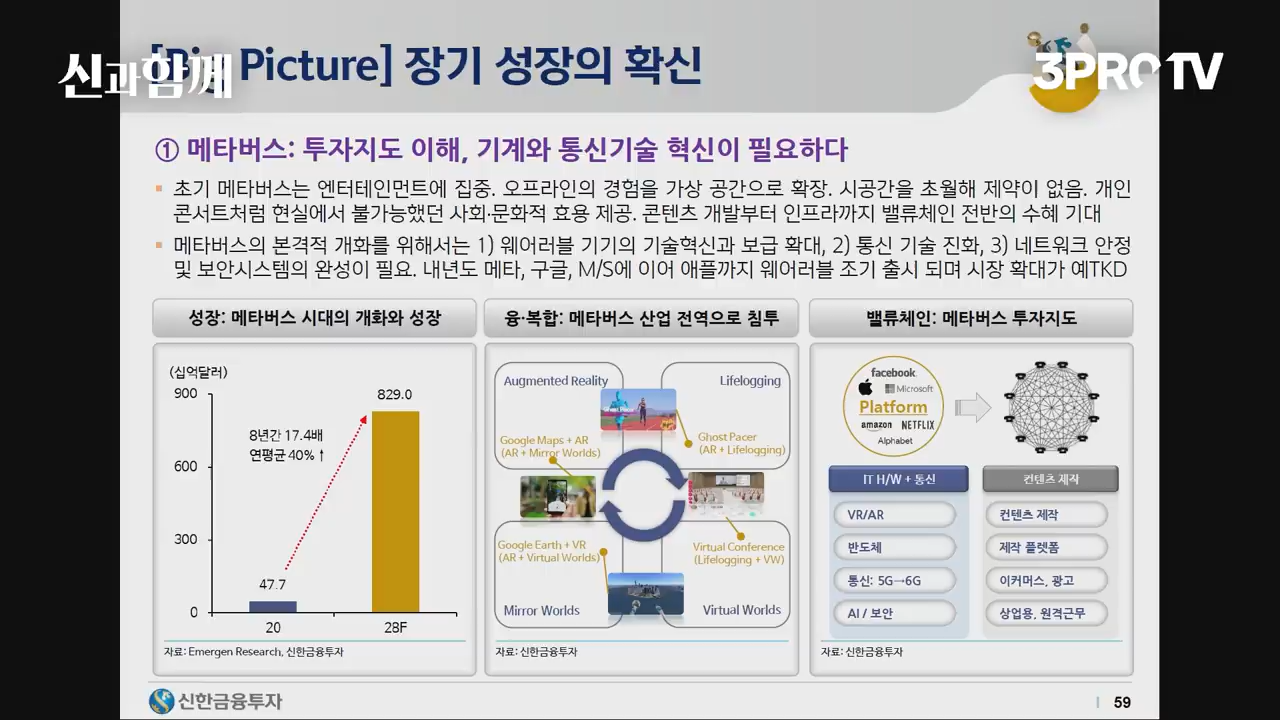 [Big Picture] 장기 성장의 확신
신과함께
3PROTV
① 메타버스: 투자지도 이해, 기계와 통신기술 혁신이 필요하다
초기 메타버스는 엔터테인먼트에 집중. 오프라인의 경험을 가상 공간으로 확장. 시공간을 초월해 제약이 없음. 개인
콘서트처럼 현실에서 불가능했던 사회·문화적 효용 제공. 콘텐츠 개발부터 인프라까지 밸류체인 전반의 수혜 기대
메타버스의 본격적 개화를 위해서는 1) 웨어러블 기기의 기술혁신과 보급 확대, 2) 통신 기술 진화, 3) 네트워크 안정
및 보안시스템의 완성이 필요. 내년도 메타, 구글, M/S에 이어 애플까지 웨어러블 조기 출시 되며 시장 확대가 예TKD
성장: 메타버스 시대의 개화와 성장
(십억달러)
900
600
300
0
829.0
8년간 17.4배
연평균 40% ↑
47.7
20
28F
자료: Emergen Research, 신한금융투자
융·복합: 메타버스 산업 전역으로 침투
Augmented Reality
Lifelogging
Google Maps + AR
(AR + Mirror Worlds)
Ghost Pacer
(AR + Lifelogging)
Google Earth + VR
(AR + Virtual Worlds)
Virtual Conference
(Lifelogging + VW)
Mirror Worlds
Virtual Worlds
자료: 신한금융투자
밸류체인: 메타버스 투자지도
facebook
Microsoft
Platform
amazon NETFLIX
Alphabet
IT H/W + 통신
VR/AR
반도체
통신: 5G→6G
AI / 보안
컨텐츠 제작
컨텐츠 제작
제작 플렛폼
이커머스, 광고
상업용, 원격근무
자료: 신한금융투자
신한금융투자
59